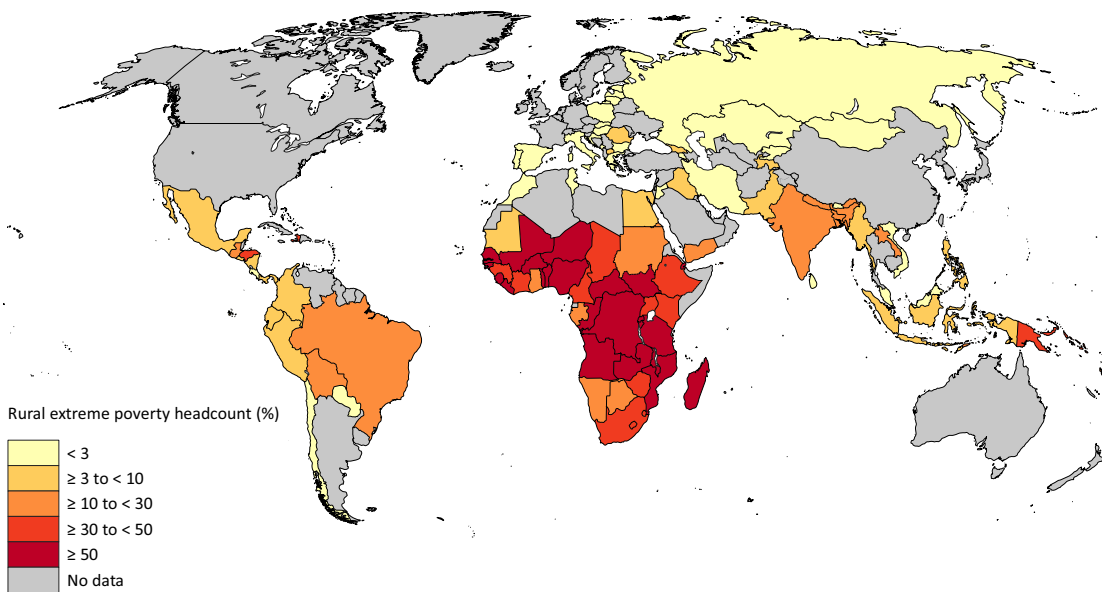 Rural extreme poverty headcount (%)
< 3
≥ 3 to < 10
≥ 10 to < 30
≥ 30 to < 50
≥ 50
No data